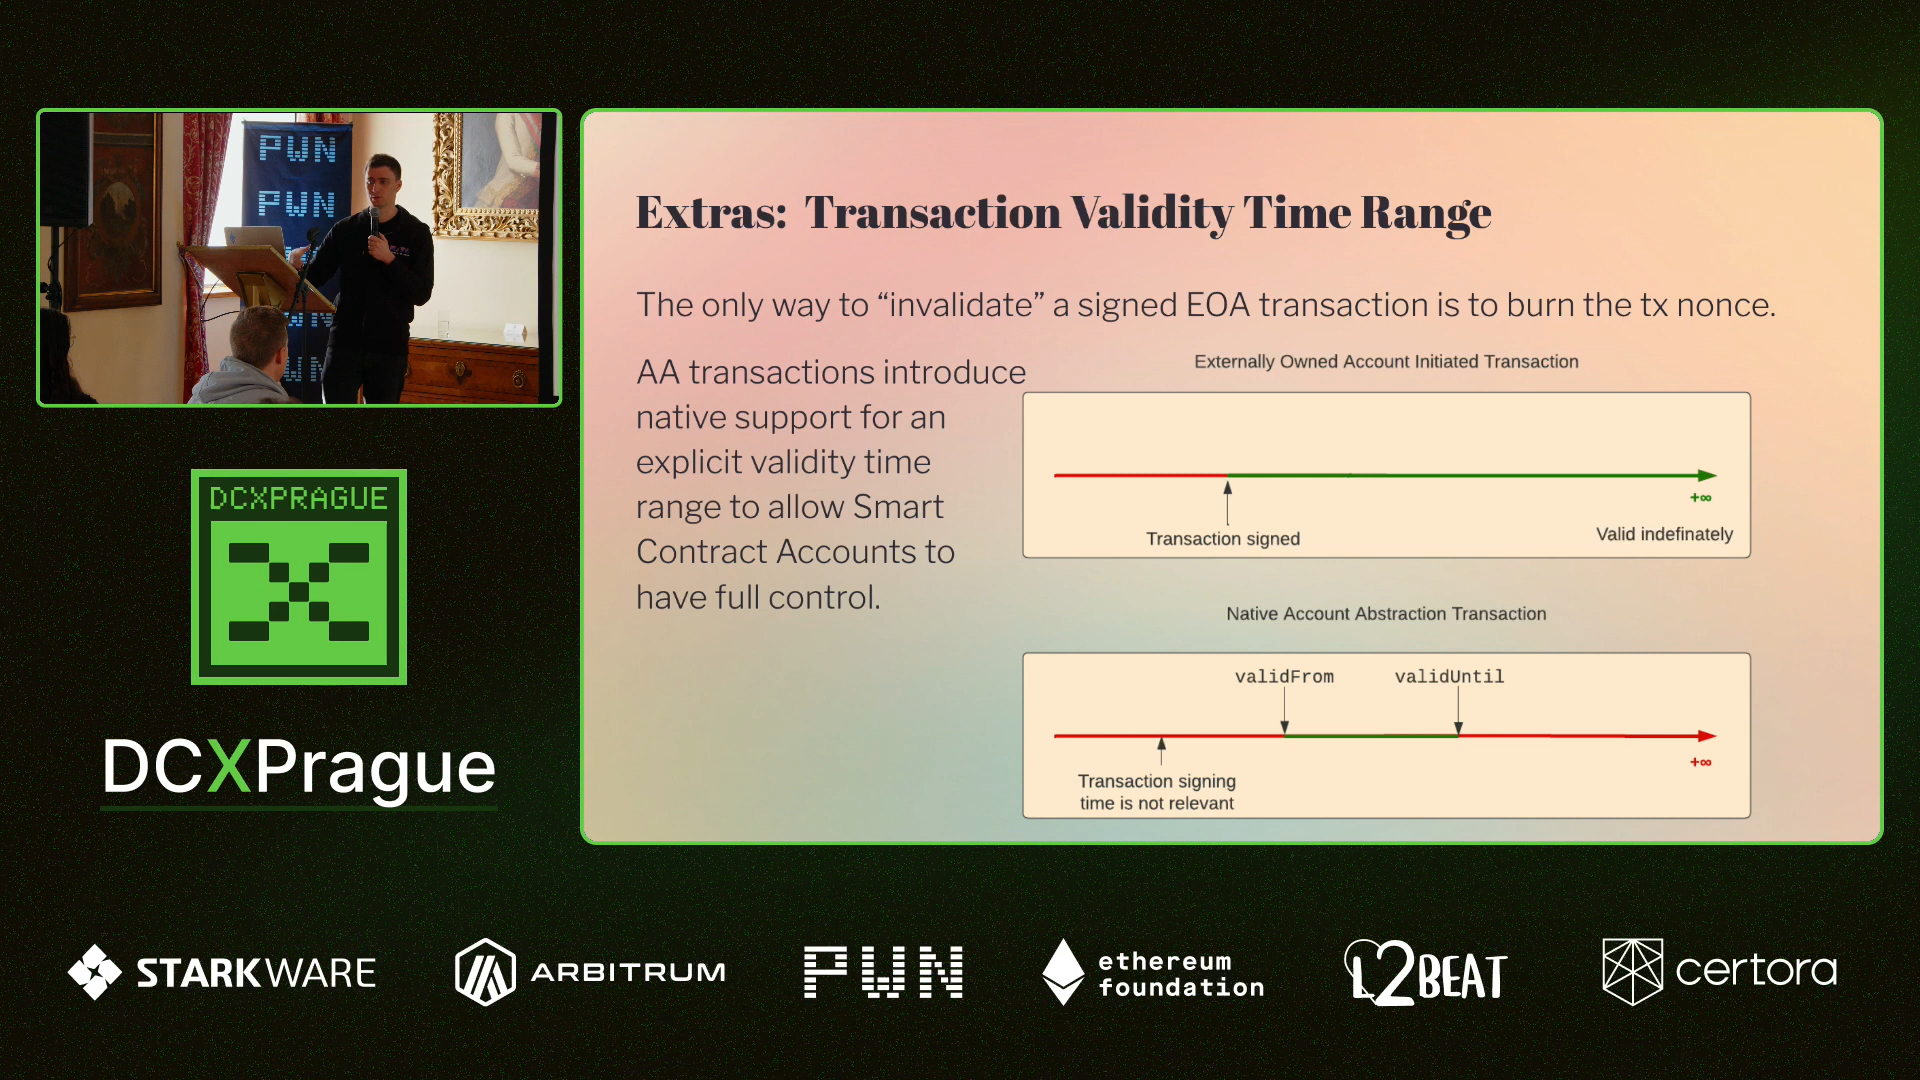 PWN
PWN
WN
WN
DCXPRAGUE
DCXPrague
Extras: Transaction Validity Time Range
The only way to “invalidate” a signed EOA transaction is to burn the tx nonce.
AA transactions introduce
native support for an
explicit validity time
range to allow Smart
Contract Accounts to
have full control.
Externally Owned Account Initiated Transaction
+∞
Transaction signed
Valid indefinately
Native Account Abstraction Transaction
validFrom
validUntil
+∞
Transaction signing
time is not relevant
STARKWARE
ARBITRUM
PWN
ethereum
foundation
L2BEAT
certora